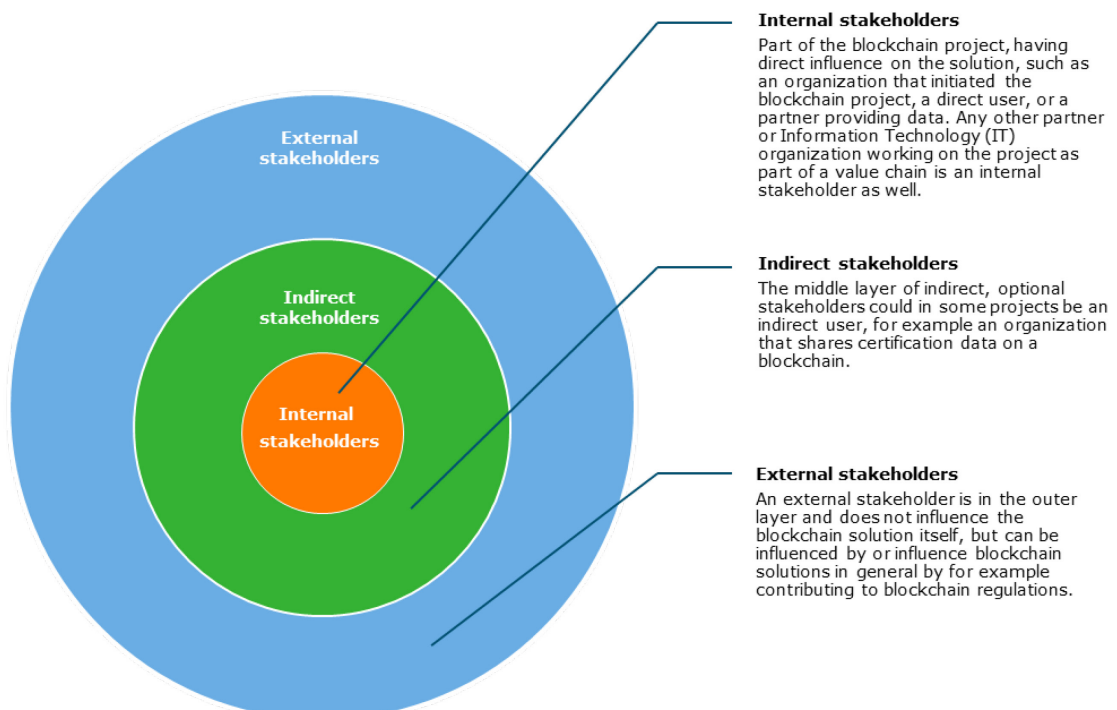 Internal stakeholders
Part of the blockchain project, having
direct influence on the solution, such as
an organization that initiated the
blockchain project, a direct user, or a
partner providing data. Any other partner
or Information Technology (IT)
organization working on the project as
part of a value chain is an internal
stakeholder as well.
External
stakeholders
Indirect stakeholders
The middle layer of indirect, optional
stakeholders could in some projects be an
indirect user, for example an organization
that shares certification data on a
blockchain.
Indirect
stakeholders
Internal
stakeholders
External stakeholders
An external stakeholder is in the outer
layer and does not influence the
blockchain solution itself, but can be
influenced by or influence blockchain
solutions in general by for example
contributing to blockchain regulations.